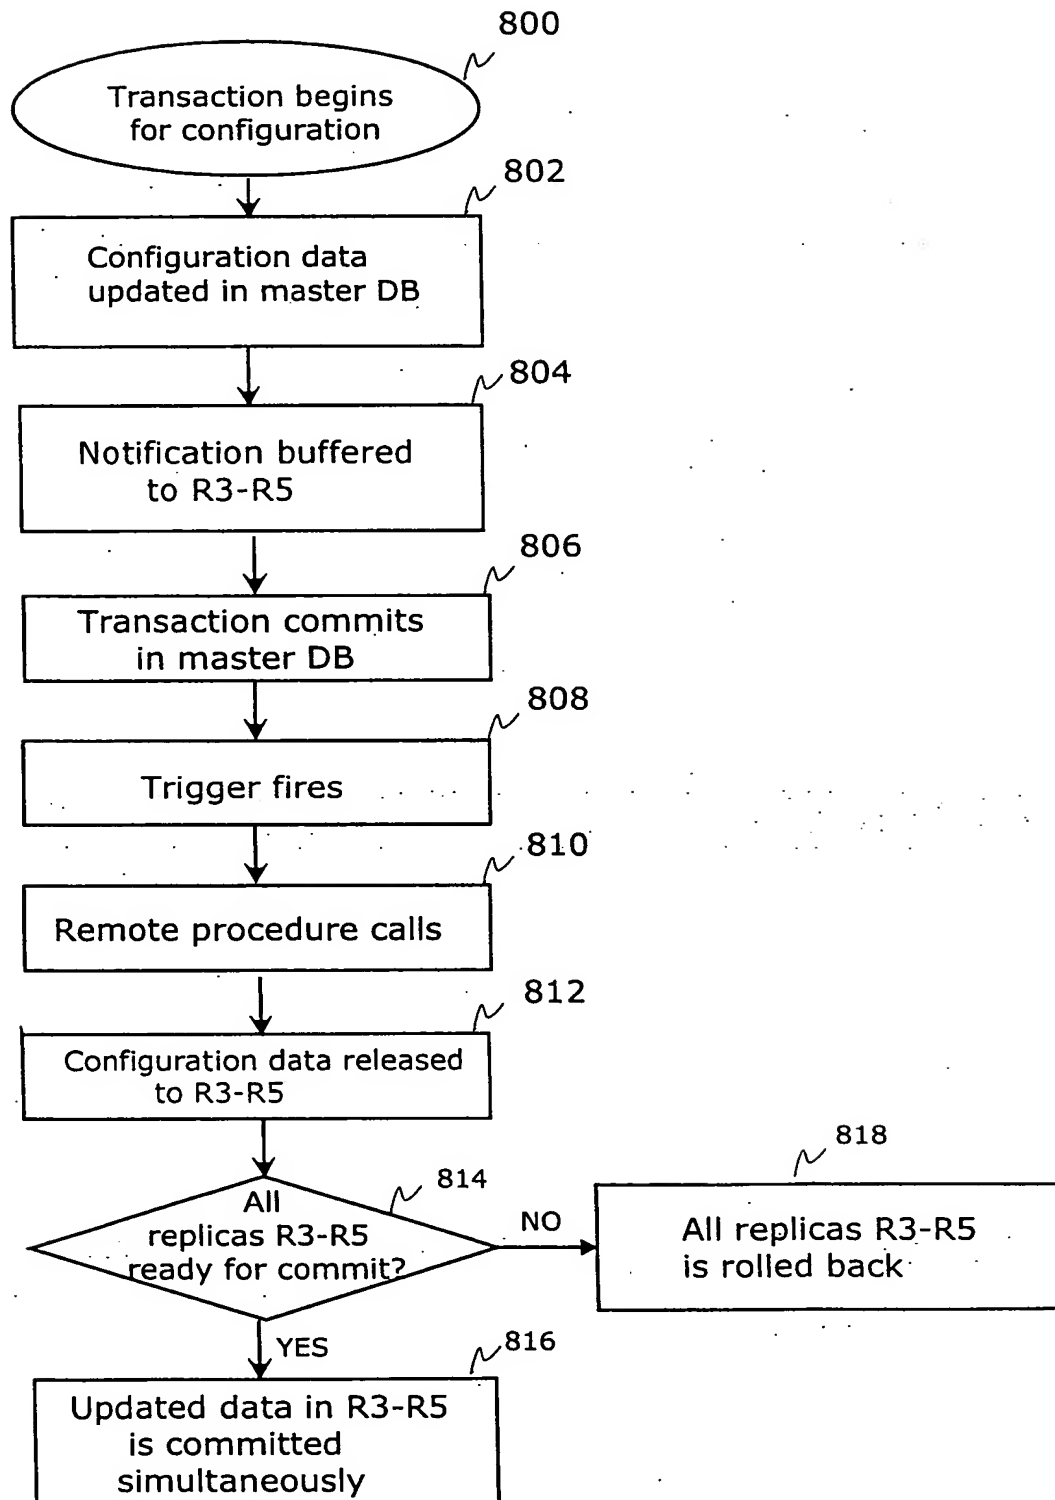 800
Transaction begins
for configuration
802
Configuration data
updated in master DB
804
Notification buffered
to R3-R5
806
Transaction commits
in master DB
808
Trigger fires
810
Remote procedure calls
812
Configuration data released
to R3-R5
814
All
replicas R3-R5
ready for commit?
NO
818
All replicas R3-R5
is rolled back
YES
816
Updated data in R3-R5
is committed
simultaneously